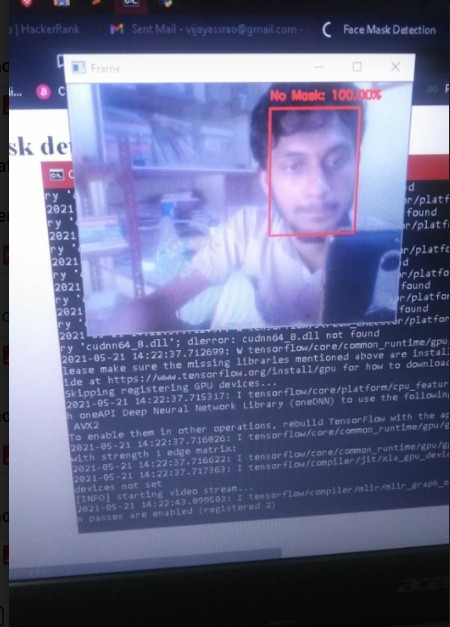 | HackerRank
Sent Mail - vijayassrao@gmail.com -
Face Mask Detection
Frame
No Mask: 100.00%
sk det
2021
found
2021
2021
2021
2021
ry 'cudnn64_8.dll'; dlerror: cudnn64_8.dll not found
2021-05-21 14:22:37.712699: W tensorflow/core/common_runtime/gpu/
lease make sure the missing libraries mentioned above are install
ide at https://www.tensorflow.org/install/gpu for how to download
Skipping registering GPU devices...
2021-05-21 14:22:37.715317: I tensorflow/core/platform/cpu_featur
h oneAPI Deep Neural Network Library (oneDNN) to use the followin
AVX2
To enable them in other operations, rebuild TensorFlow with the ap
2021-05-21 14:22:37.716026: I tensorflow/core/common_runtime/gpu/g
with strength 1 edge matrix:
2021-05-21 14:22:37.716622: I tensorflow/core/common_runtime/gpu/g
2021-05-21 14:22:37.717363: I tensorflow/compiler/jit/xla_gpu_devic
devices not set
[INFO] starting video stream...
2021-05-21 14:22:43.099503: I tensorflow/compiler/mlir/mlir_graph_o
n passes are enabled (registered 2)
acer